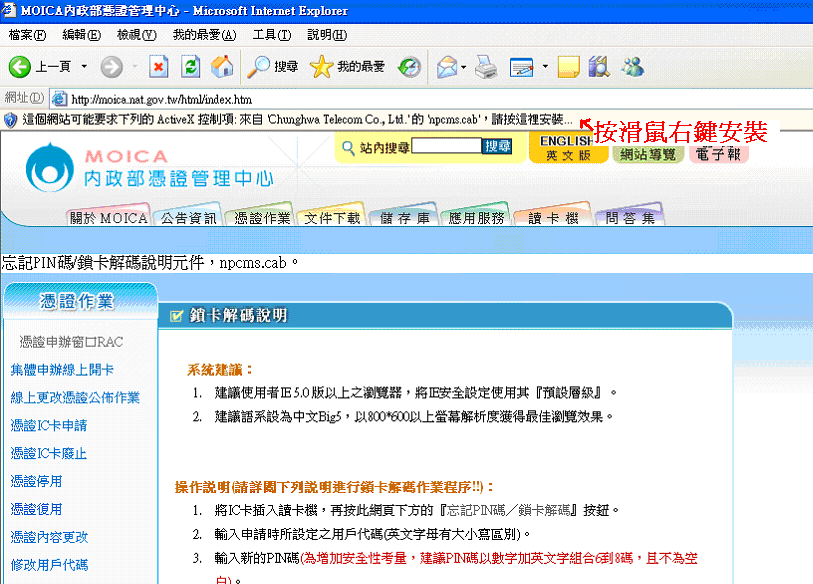 MOICA內政部憑證管理中心 - Microsoft Internet Explorer
檔案(F) 編輯(E) 檢視(V) 我的最愛(A) 工具(T) 說明(H)
上一頁 搜尋 我的最愛
網址(D) http://moica.nat.gov.tw/html/index.htm
這個網站可能要求下列的 ActiveX 控制項: 來自 'Chunghwa Telecom Co., Ltd.' 的 'npcms.cab'，請按這裡安裝...
按滑鼠右鍵安裝
站內搜尋 搜尋 ENGLISH
英文版 網站導覽 電子報
MOICA
內政部憑證管理中心
關於 MOICA 公告資訊 憑證作業 文件下載 儲存庫 應用服務 讀卡機 問答集
忘記PIN碼/鎖卡解碼說明元件，npcms.cab。
憑證作業
鎖卡解碼說明
憑證申辦窗口RAC
集體申辦線上開卡
線上更改憑證公佈作業
憑證IC卡申請
憑證IC卡廢止
憑證停用
憑證復用
憑證內容更改
修改用戶代碼
系統建議：
1. 建議使用者IE 5.0 版以上之瀏覽器，將IE安全設定使用其『預設層級』。
2. 建議語系設為中文Big5，以800*600以上螢幕解析度獲得最佳瀏覽效果。
操作說明(請詳閱下列說明進行鎖卡解碼作業程序!!)：
1. 將IC卡插入讀卡機，再按此網頁下方的『忘記PIN碼／鎖卡解碼』按鈕。
2. 輸入申請時所設定之用戶代碼(英文字母有大小寫區別)。
3. 輸入新的PIN碼(為增加安全性考量，建議PIN碼以數字加英文字組合6到8碼，且不為空
白)。